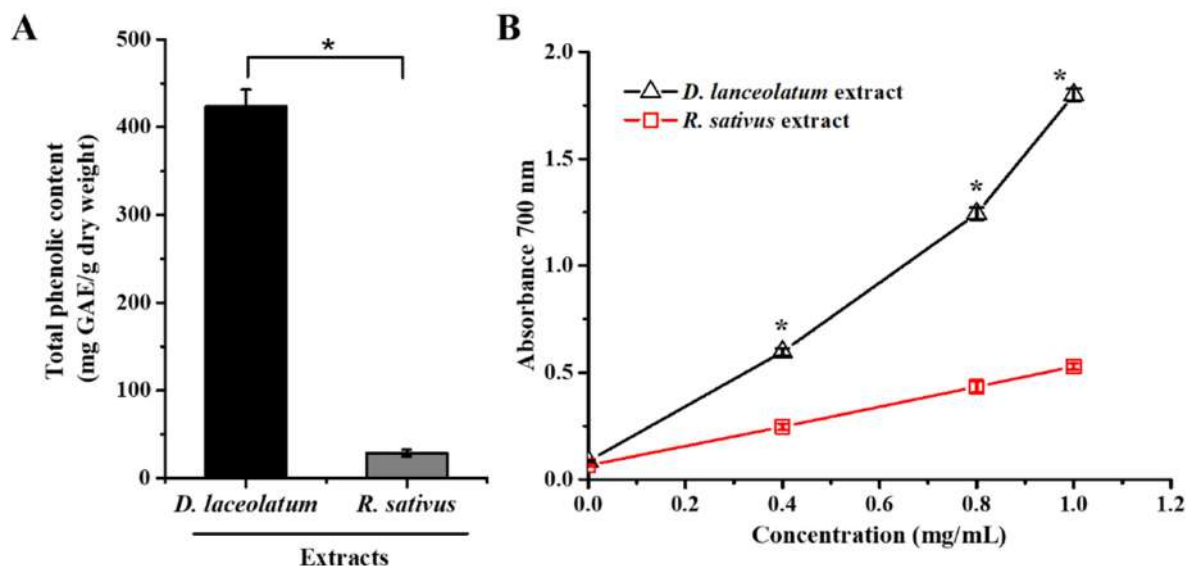 A
500
400
300
200
100
0
Total phenolic content
(mg GAE/g dry weight)
*
D. laceolatum
R. sativus
Extracts
B
2.0
1.5
1.0
0.5
0.0
Absorbance 700 nm
D. lanceolatum extract
R. sativus extract
*
*
*
0.0
0.2
0.4
0.6
0.8
1.0
1.2
Concentration (mg/mL)